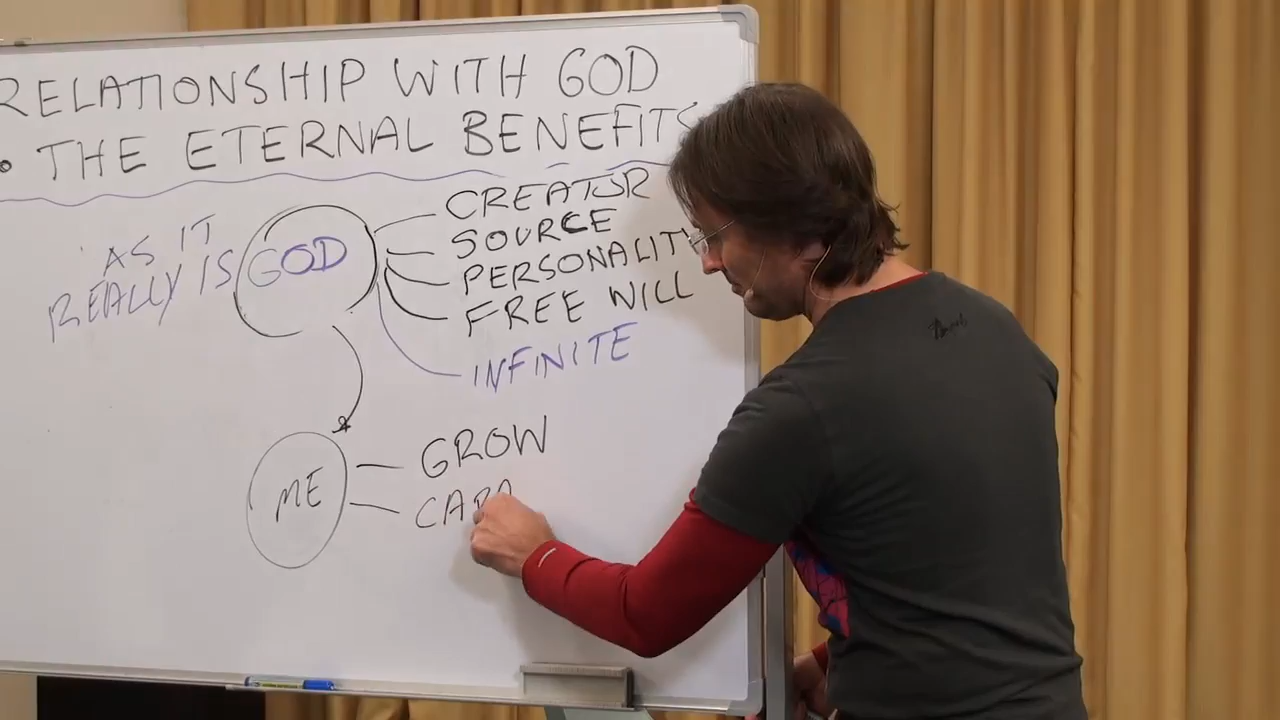 RELATIONSHIP WITH GOD
• THE ETERNAL BENEFITS
AS IT
REALLY IS
GOD
CREATOR
SOURCE
PERSONALITY
FREE WILL
INFINITE
ME
GROW